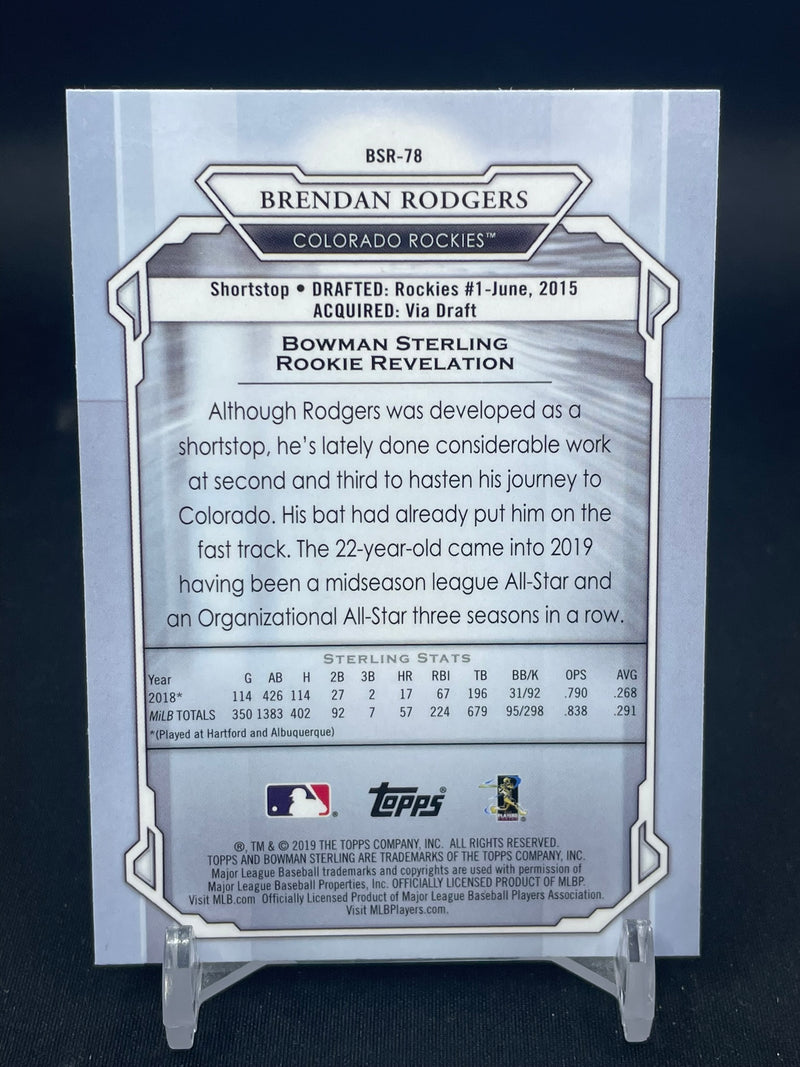 BSR-78
BRENDAN RODGERS
COLORADO ROCKIES™
Shortstop • DRAFTED: Rockies #1-June, 2015
ACQUIRED: Via Draft
BOWMAN STERLING
ROOKIE REVELATION
Although Rodgers was developed as a
shortstop, he's lately done considerable work
at second and third to hasten his journey to
Colorado. His bat had already put him on the
fast track. The 22-year-old came into 2019
having been a midseason league All-Star and
an Organizational All-Star three seasons in a row.
STERLING STATS
Year G AB H 2B 3B HR RBI TB BB/K OPS AVG
2018* 114 426 114 27 2 17 67 196 31/92 .790 .268
MiLB TOTALS 350 1383 402 92 7 57 224 679 95/298 .838 .291
*(Played at Hartford and Albuquerque)
® Topps® PLAYERS
®, TM & © 2019 THE TOPPS COMPANY, INC. ALL RIGHTS RESERVED.
TOPPS AND BOWMAN STERLING ARE TRADEMARKS OF THE TOPPS COMPANY, INC.
Major League Baseball trademarks and copyrights are used with permission of
Major League Baseball Properties, Inc. OFFICIALLY LICENSED PRODUCT OF MLBP.
Visit MLB.com Officially Licensed Product of Major League Baseball Players Association.
Visit MLBPlayers.com.